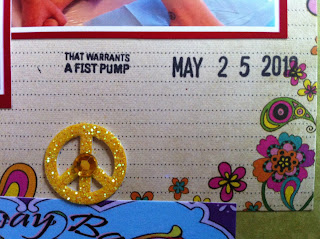 THAT WARRANTS
A FIST PUMP
MAY 2 5 2012